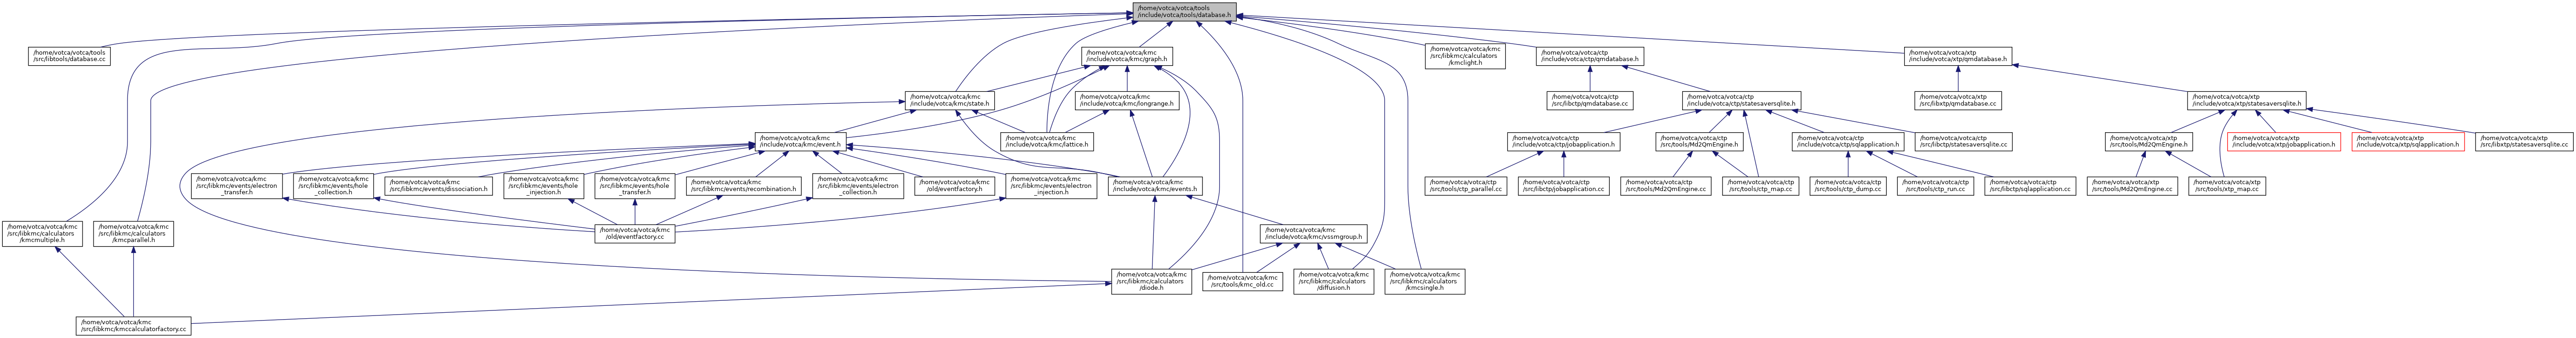 /home/votca/votca/tools
/include/votca/tools/database.h
/home/votca/votca/tools
/src/libtools/database.cc
/home/votca/votca/kmc
/include/votca/kmc/graph.h
/home/votca/votca/kmc
/src/libkmc/calculators
/kmclight.h
/home/votca/votca/ctp
/include/votca/ctp/qmdatabase.h
/home/votca/votca/xtp
/include/votca/xtp/qmdatabase.h
/home/votca/votca/kmc
/include/votca/kmc/state.h
/home/votca/votca/kmc
/include/votca/kmc/longrange.h
/home/votca/votca/ctp
/src/libctp/qmdatabase.cc
/home/votca/votca/ctp
/include/votca/ctp/statesaversqlite.h
/home/votca/votca/xtp
/src/libxtp/qmdatabase.cc
/home/votca/votca/xtp
/include/votca/xtp/statesaversqlite.h
/home/votca/votca/kmc
/include/votca/kmc/event.h
/home/votca/votca/kmc
/include/votca/kmc/lattice.h
/home/votca/votca/ctp
/include/votca/ctp/jobapplication.h
/home/votca/votca/ctp
/src/tools/Md2QmEngine.h
/home/votca/votca/ctp
/include/votca/ctp/sqlapplication.h
/home/votca/votca/ctp
/src/libctp/statesaversqlite.cc
/home/votca/votca/xtp
/src/tools/Md2QmEngine.h
/home/votca/votca/xtp
/include/votca/xtp/jobapplication.h
/home/votca/votca/xtp
/include/votca/xtp/sqlapplication.h
/home/votca/votca/xtp
/src/libxtp/statesaversqlite.cc
/home/votca/votca/kmc
/src/libkmc/events/electron
_transfer.h
/home/votca/votca/kmc
/src/libkmc/events/hole
_collection.h
/home/votca/votca/kmc
/src/libkmc/events/dissociation.h
/home/votca/votca/kmc
/src/libkmc/events/hole
_injection.h
/home/votca/votca/kmc
/src/libkmc/events/hole
_transfer.h
/home/votca/votca/kmc
/src/libkmc/events/recombination.h
/home/votca/votca/kmc
/src/libkmc/events/electron
_collection.h
/home/votca/votca/kmc
/old/eventfactory.h
/home/votca/votca/kmc
/src/libkmc/events/electron
_injection.h
/home/votca/votca/kmc
/include/votca/kmc/events.h
/home/votca/votca/ctp
/src/tools/ctp_parallel.cc
/home/votca/votca/ctp
/src/libctp/jobapplication.cc
/home/votca/votca/ctp
/src/tools/Md2QmEngine.cc
/home/votca/votca/ctp
/src/tools/ctp_map.cc
/home/votca/votca/ctp
/src/tools/ctp_dump.cc
/home/votca/votca/ctp
/src/tools/ctp_run.cc
/home/votca/votca/ctp
/src/libctp/sqlapplication.cc
/home/votca/votca/xtp
/src/tools/Md2QmEngine.cc
/home/votca/votca/xtp
/src/tools/xtp_map.cc
/home/votca/votca/kmc
/src/libkmc/calculators
/kmcmultiple.h
/home/votca/votca/kmc
/src/libkmc/calculators
/kmcparallel.h
/home/votca/votca/kmc
/old/eventfactory.cc
/home/votca/votca/kmc
/include/votca/kmc/vssmgroup.h
/home/votca/votca/kmc
/src/libkmc/calculators
/diode.h
/home/votca/votca/kmc
/src/tools/kmc_old.cc
/home/votca/votca/kmc
/src/libkmc/calculators
/diffusion.h
/home/votca/votca/kmc
/src/libkmc/calculators
/kmcsingle.h
/home/votca/votca/kmc
/src/libkmc/kmccalculatorfactory.cc